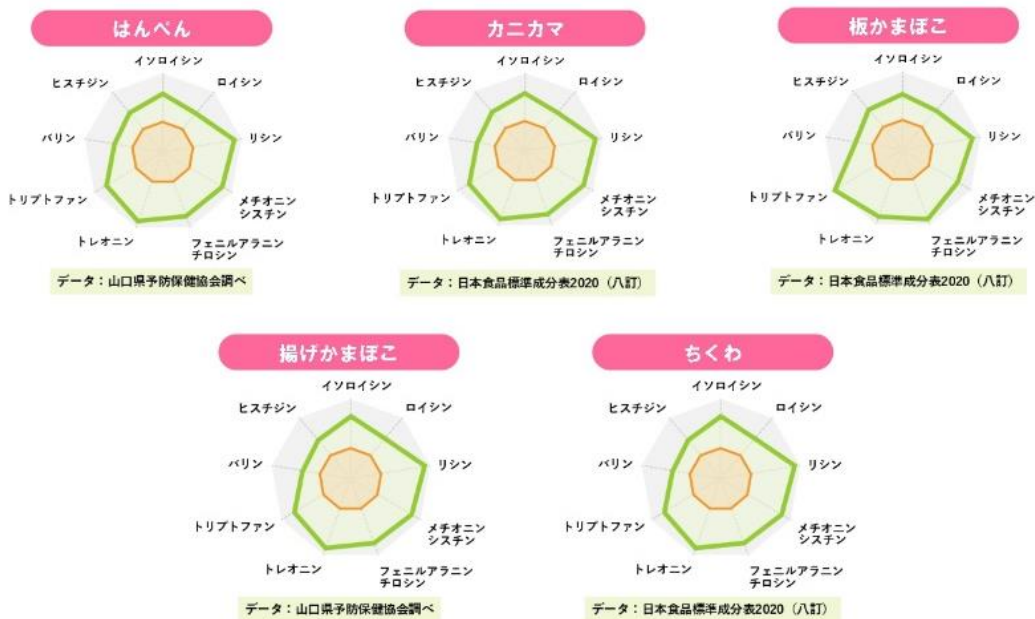 はんぺん
イソロイシン
ロイシン
リシン
メチオニン
シスチン
フェニルアラニン
チロシン
トレオニン
トリプトファン
バリン
ヒスチジン
データ：山口県予防保健協会調べ
カニカマ
イソロイシン
ロイシン
リシン
メチオニン
シスチン
フェニルアラニン
チロシン
トレオニン
トリプトファン
バリン
ヒスチジン
データ：日本食品標準成分表2020（八訂）
板かまぼこ
イソロイシン
ロイシン
リシン
メチオニン
シスチン
フェニルアラニン
チロシン
トレオニン
トリプトファン
バリン
ヒスチジン
データ：日本食品標準成分表2020（八訂）
揚げかまぼこ
イソロイシン
ロイシン
リシン
メチオニン
シスチン
フェニルアラニン
チロシン
トレオニン
トリプトファン
バリン
ヒスチジン
データ：山口県予防保健協会調べ
ちくわ
イソロイシン
ロイシン
リシン
メチオニン
シスチン
フェニルアラニン
チロシン
トレオニン
トリプトファン
バリン
ヒスチジン
データ：日本食品標準成分表2020（八訂）